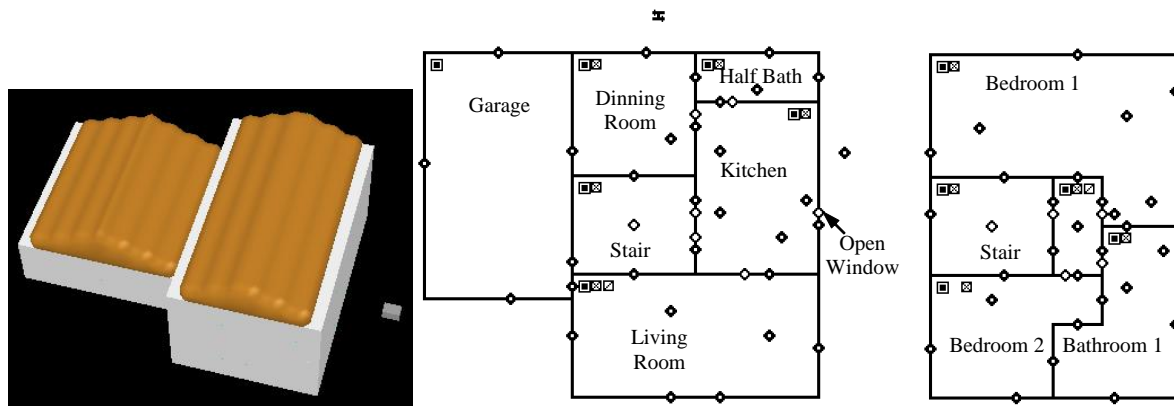 Garage
Dinning
Room
Half Bath
Kitchen
Stair
Open
Window
Living
Room
Bedroom 1
Stair
Bedroom 2
Bathroom 1